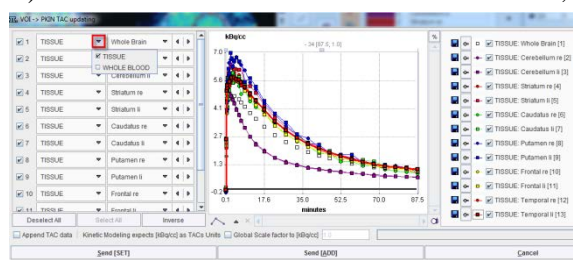 VOI -> PKIN TAC updating
1 TISSUE Whole Brain
2 TISSUE
TISSUE
WHOLE BLOOD
3 TISSUE Cerebellum li
4 TISSUE Striatum re
5 TISSUE Striatum li
6 TISSUE Caudatus re
7 TISSUE Caudatus li
8 TISSUE Putamen re
9 TISSUE Putamen li
10 TISSUE Frontal re
11 TISSUE Frontal li
Deselect All Select All Inverse
kBq/cc
- 34 [87.0, 1.0]
7.0
5.6
4.1
2.7
1.3
-0.2
0.1 17.6 35.1 52.5 70.0 87.5
minutes
%
TISSUE: Whole Brain [1]
TISSUE: Cerebellum re [2]
TISSUE: Cerebellum li [3]
TISSUE: Striatum re [4]
TISSUE: Striatum li [5]
TISSUE: Caudatus re [6]
TISSUE: Caudatus li [7]
TISSUE: Putamen re [8]
TISSUE: Putamen li [9]
TISSUE: Frontal re [10]
TISSUE: Frontal li [11]
TISSUE: Temporal re [12]
TISSUE: Temporal li [13]
Append TAC data Kinetic Modeling expects [kBq/cc] as TACs Units Global Scale factor to [kBq/cc]
Send [SET] Send [ADD] Cancel